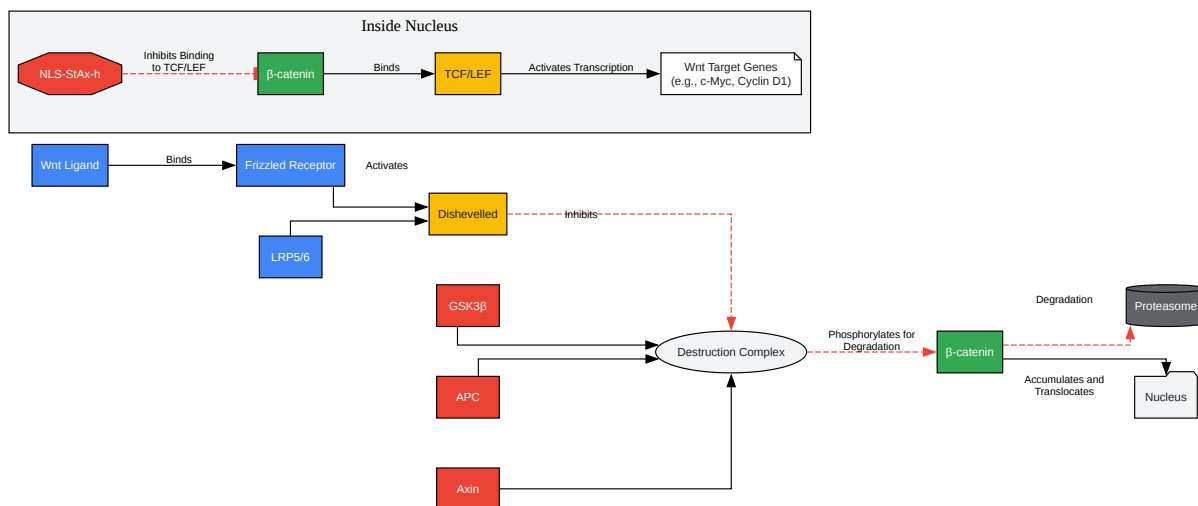 Inside Nucleus
NLS-StAx-h
Inhibits Binding
to TCF/LEF
β-catenin
Binds
TCF/LEF
Activates Transcription
Wnt Target Genes
(e.g., c-Myc, Cyclin D1)
Wnt Ligand
Binds
Frizzled Receptor
Activates
Dishevelled
Inhibits
LRP5/6
GSK3β
Destruction Complex
Phosphorylates for
Degradation
β-catenin
Degradation
Proteasome
Accumulates and
Translocates
Nucleus
APC
Axin